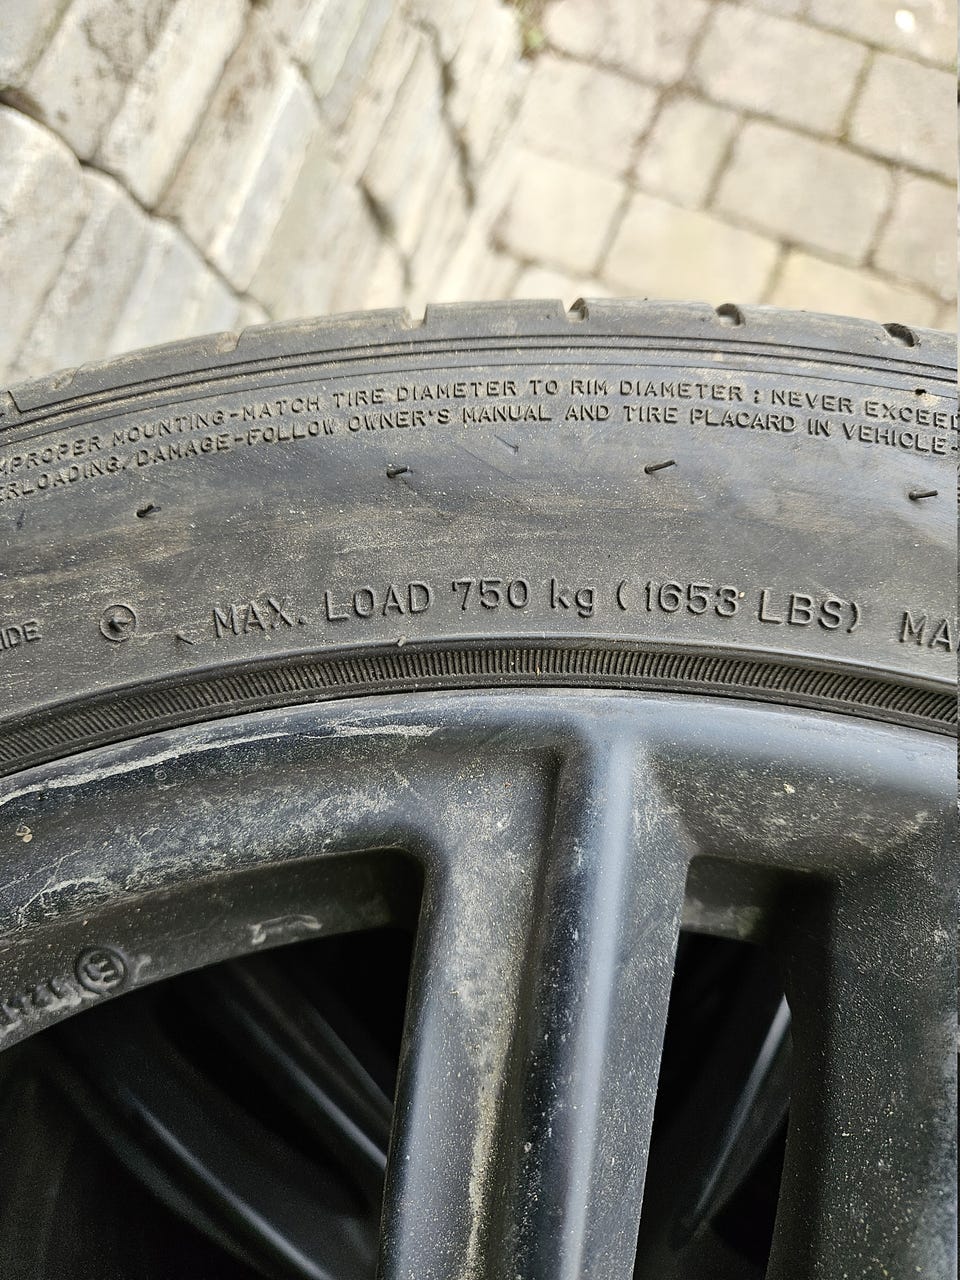 IMPROPER MOUNTING-MATCH TIRE DIAMETER TO RIM DIAMETER ; NEVER EXCEED
ERLOADING/DAMAGE-FOLLOW OWNER'S MANUAL AND TIRE PLACARD IN VEHICLE-
IDE MAX. LOAD 750 kg (1653 LBS) MA